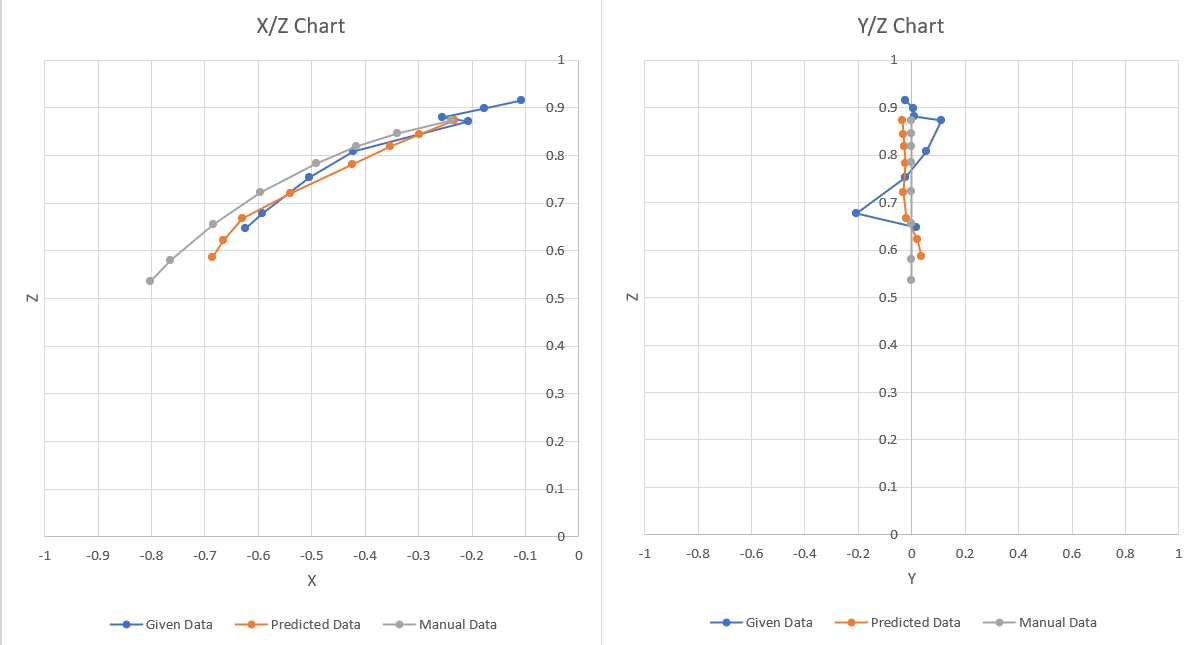 X/Z Chart
1
0.9
0.8
0.7
0.6
0.5
0.4
0.3
0.2
0.1
0
Z
-1 -0.9 -0.8 -0.7 -0.6 -0.5 -0.4 -0.3 -0.2 -0.1 0
X
Given Data Predicted Data Manual Data
Y/Z Chart
1
0.9
0.8
0.7
0.6
0.5
0.4
0.3
0.2
0.1
0
Z
-1 -0.8 -0.6 -0.4 -0.2 0 0.2 0.4 0.6 0.8 1
Y
Given Data Predicted Data Manual Data